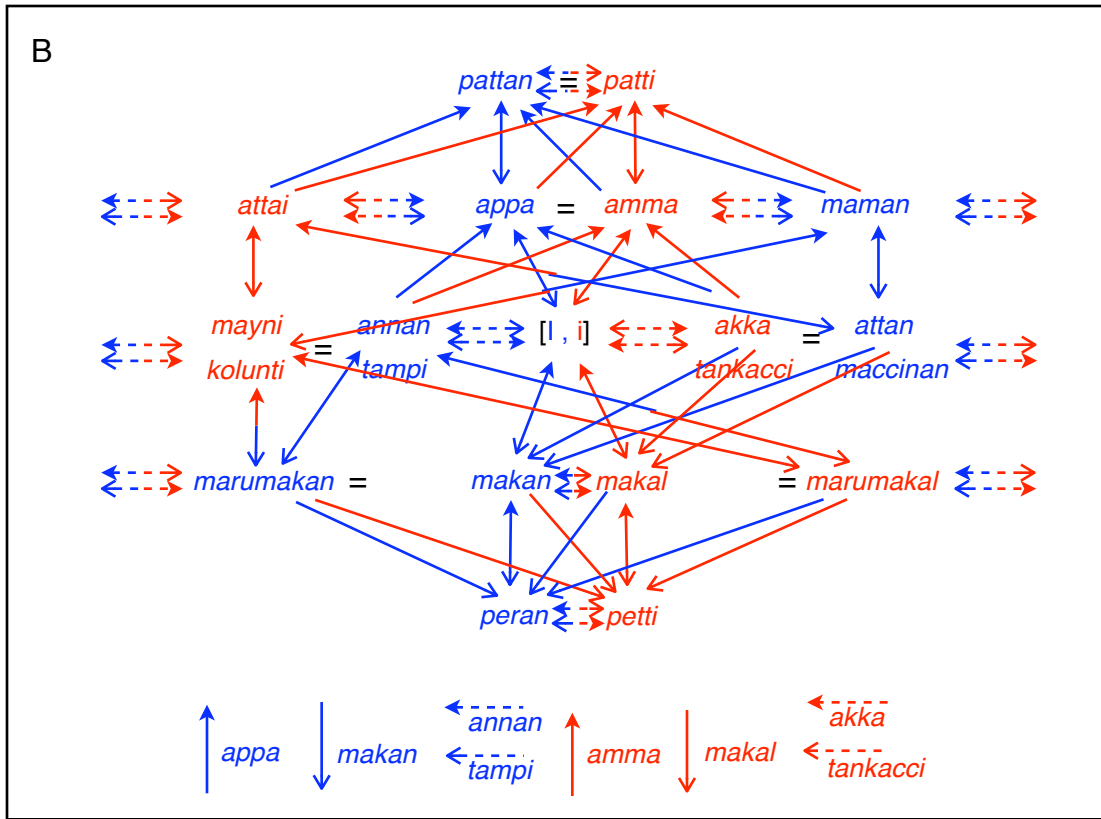 B
pattan = patti
attai appa = amma maman
mayni annan [I , i] akka attan
= =
kolunti tampi tankacci maccinan
marumakan = makan makal = marumakal
peran petti
annan akka
appa makan amma makal
tampi tankacci